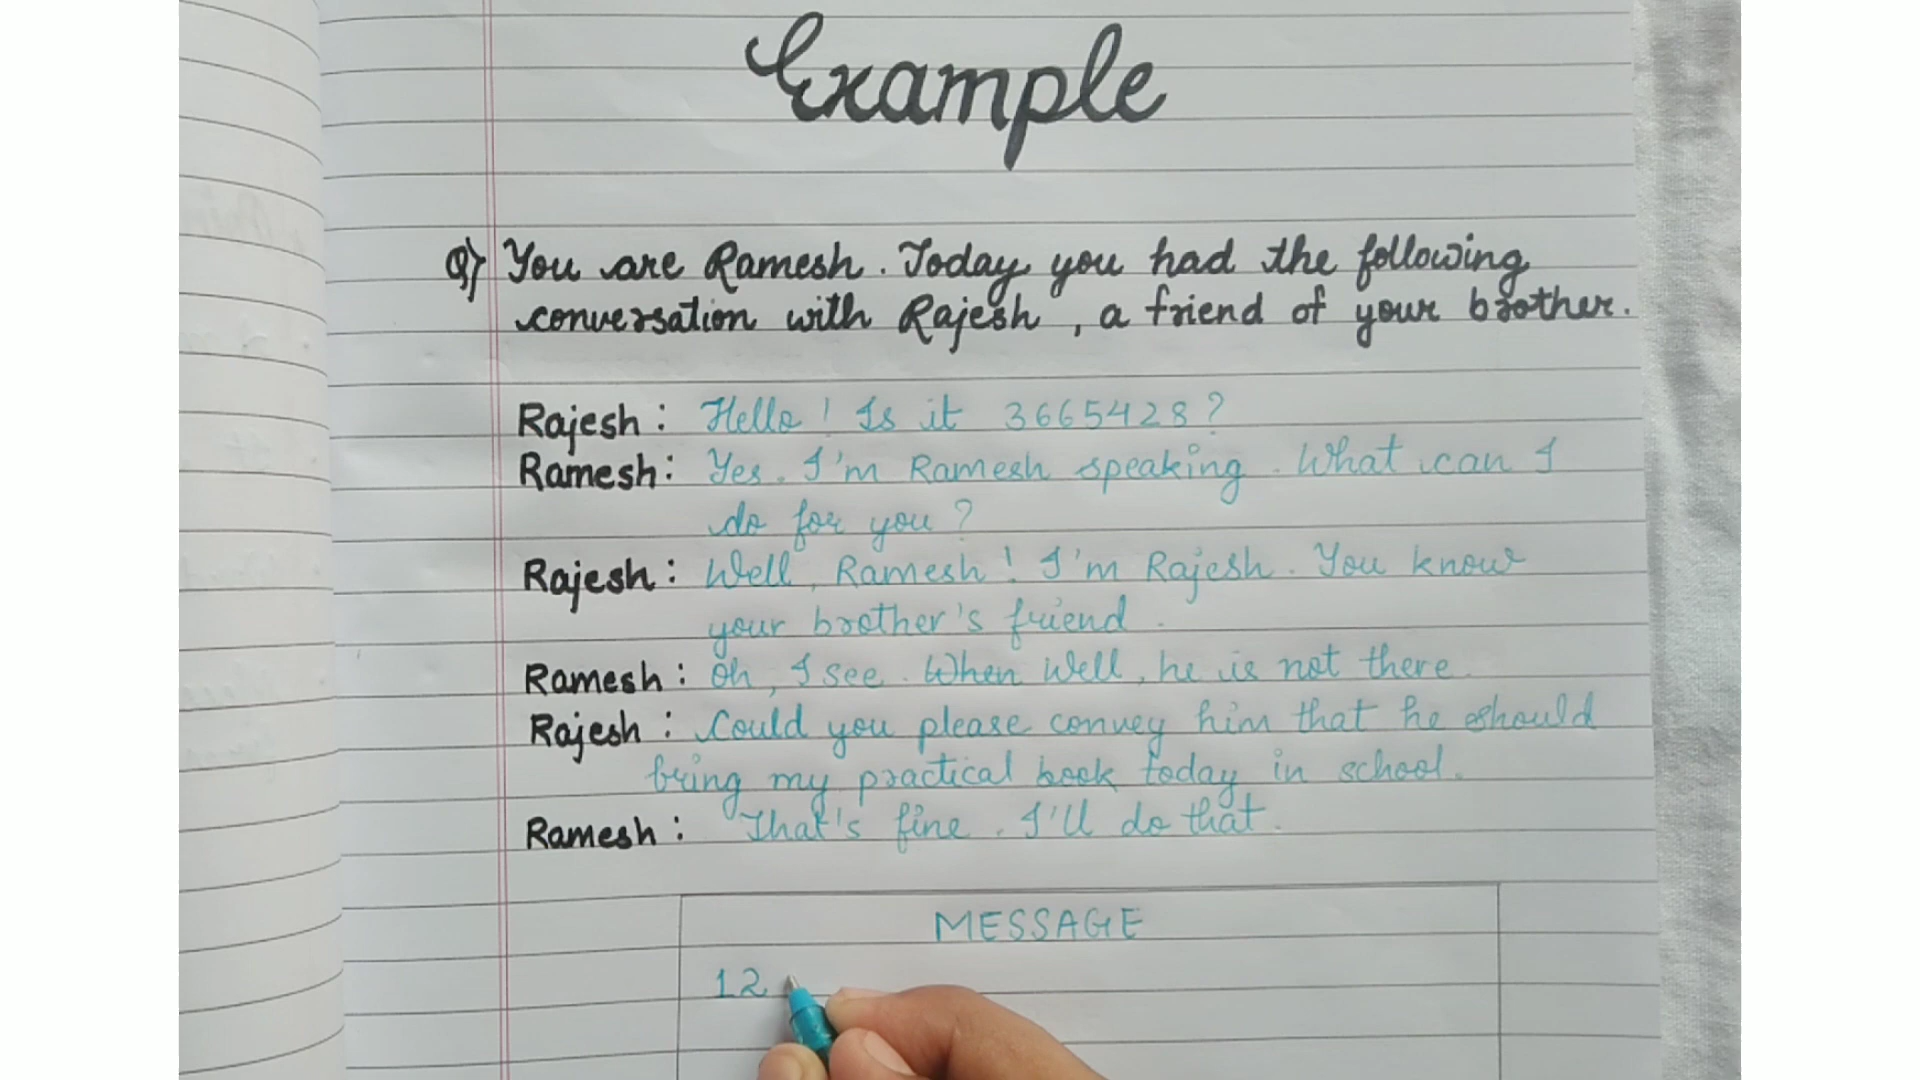 Example
Q) You are Ramesh. Today you had the following
conversation with Rajesh, a friend of your brother.
Rajesh: Hello! Is it 3665428?
Ramesh: Yes. I'm Ramesh speaking. What can I
do for you?
Rajesh: Well, Ramesh! I'm Rajesh. You know
your brother's friend.
Ramesh: Oh, I see. When Well, he is not there.
Rajesh: Could you please convey him that he should
bring my practical book today in school.
Ramesh: That's fine. I'll do that.
MESSAGE
12